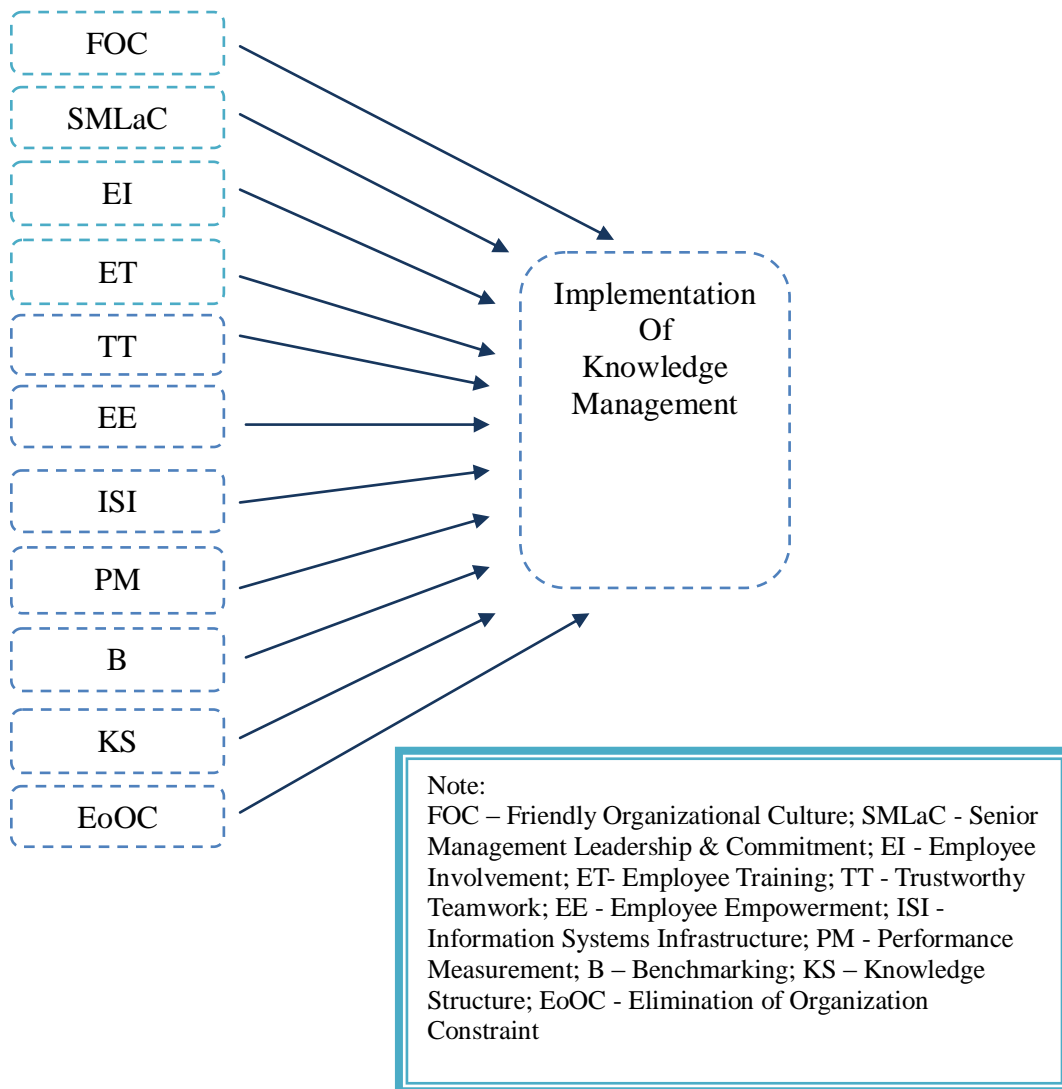 FOC
SMLaC
EI
ET
TT
EE
ISI
PM
B
KS
EoOC
Implementation
Of
Knowledge
Management
Note:
FOC – Friendly Organizational Culture; SMLaC - Senior
Management Leadership & Commitment; EI - Employee
Involvement; ET- Employee Training; TT - Trustworthy
Teamwork; EE - Employee Empowerment; ISI -
Information Systems Infrastructure; PM - Performance
Measurement; B – Benchmarking; KS – Knowledge
Structure; EoOC - Elimination of Organization
Constraint